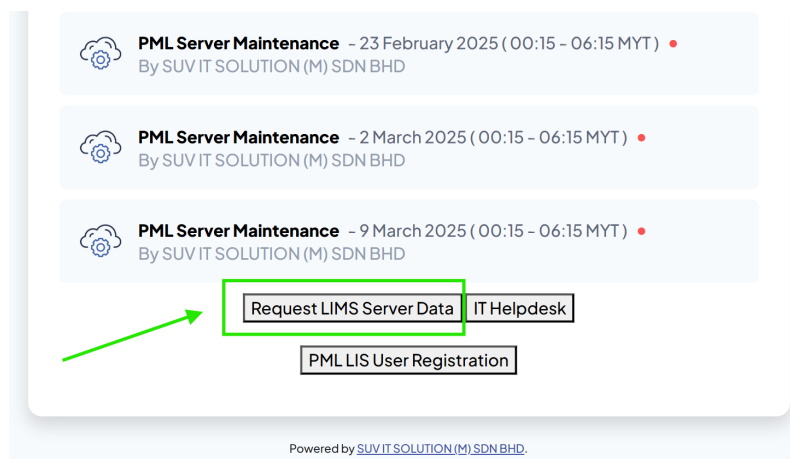 PML Server Maintenance - 23 February 2025 ( 00:15 - 06:15 MYT )
By SUV IT SOLUTION (M) SDN BHD
PML Server Maintenance - 2 March 2025 ( 00:15 - 06:15 MYT )
By SUV IT SOLUTION (M) SDN BHD
PML Server Maintenance - 9 March 2025 ( 00:15 - 06:15 MYT )
By SUV IT SOLUTION (M) SDN BHD
Request LIMS Server Data IT Helpdesk
PML LIS User Registration
Powered by SUV IT SOLUTION (M) SDN BHD.